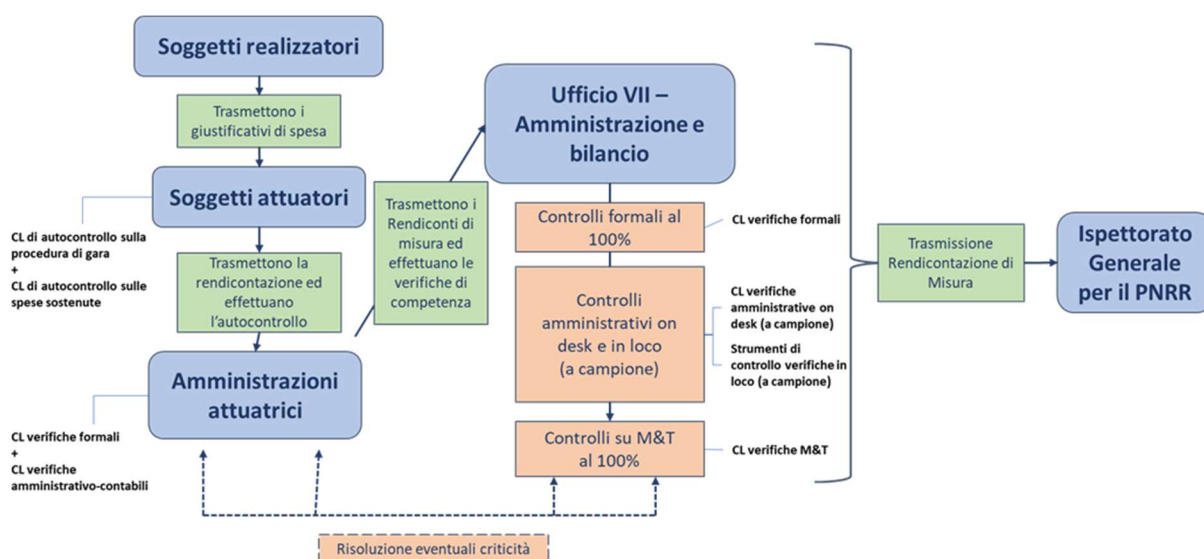 Soggetti realizzatori
Trasmettono i
giustificativi di spesa
Soggetti attuatori
CL di autocontrollo sulla
procedura di gara
+
CL di autocontrollo sulle
spese sostenute
Trasmettono la
rendicontazione ed
effettuano
l'autocontrollo
Amministrazioni
attuatrici
CL verifiche formali
+
CL verifiche
amministrativo-contabili
Trasmettono i
Rendiconti di
misura ed
effettuano le
verifiche di
competenza
Ufficio VII –
Amministrazione e
bilancio
Controlli formali al
100%
CL verifiche formali
Controlli
amministrativi on
desk e in loco
(a campione)
CL verifiche
amministrative on
desk (a campione)
Strumenti di
controllo verifiche in
loco (a campione)
Controlli su M&T
al 100%
CL verifiche M&T
Risoluzione eventuali criticità
Trasmissione
Rendicontazione di
Misura
Ispettorato
Generale
per il PNRR